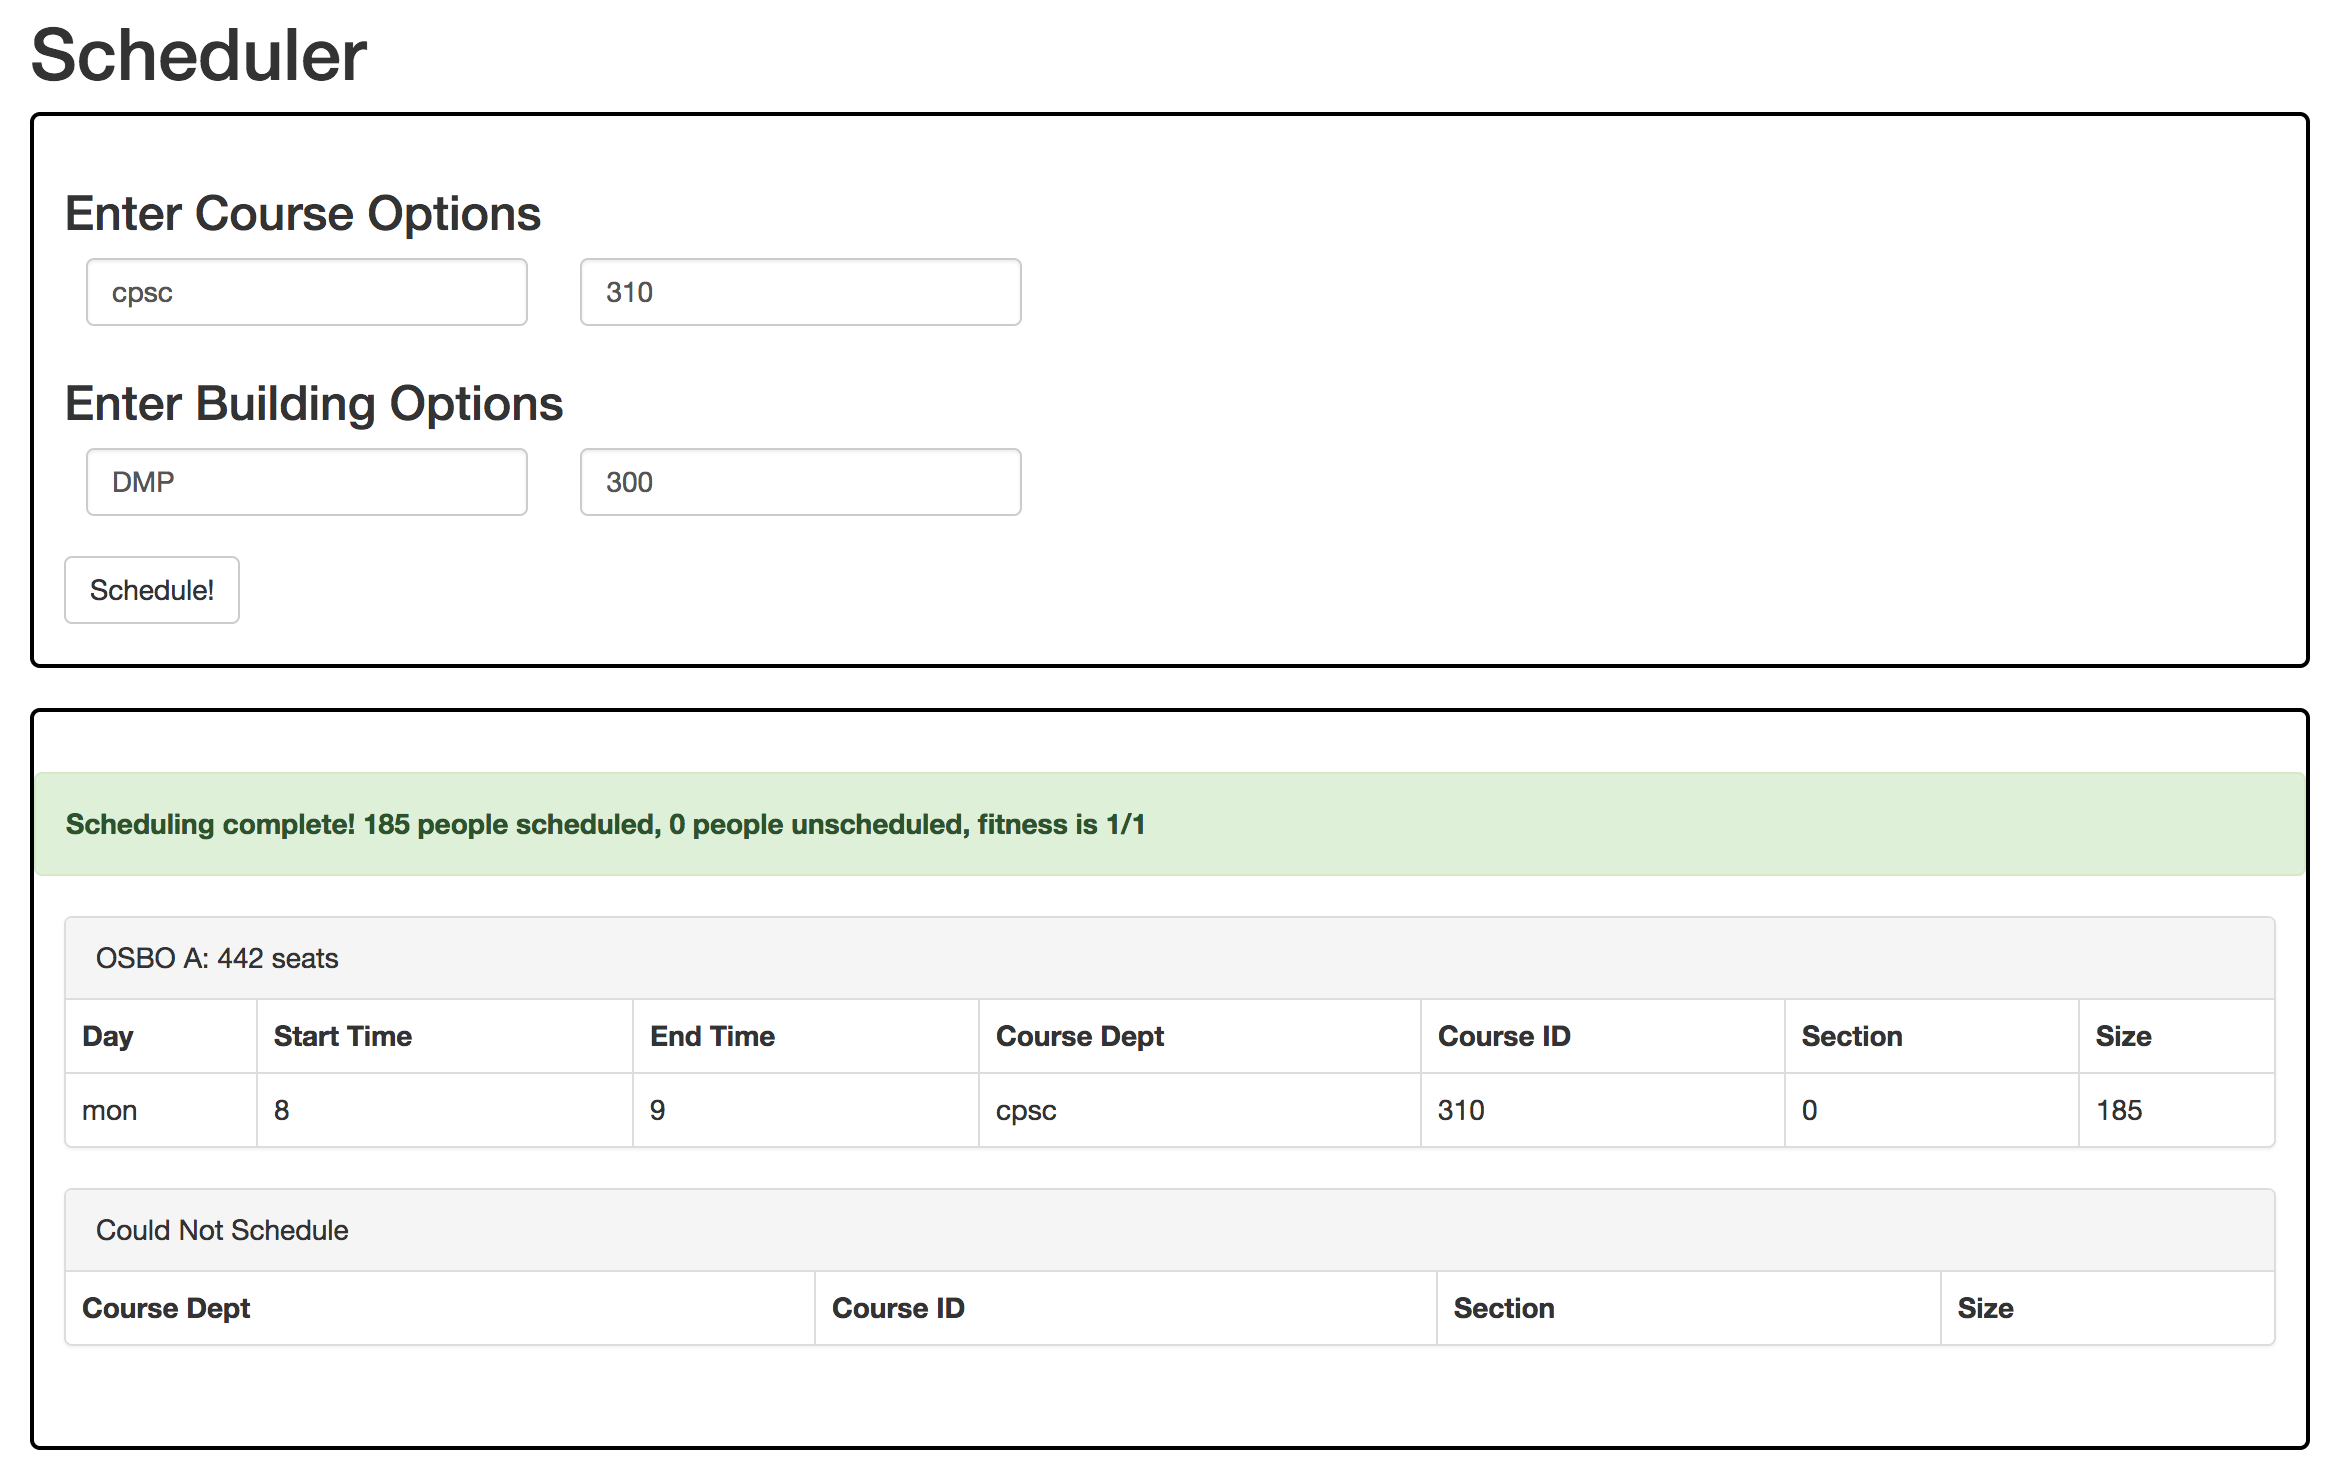 Scheduler
Enter Course Options
cpsc 310
Enter Building Options
DMP 300
Schedule!
Scheduling complete! 185 people scheduled, 0 people unscheduled, fitness is 1/1
OSBO A: 442 seats
Day Start Time End Time Course Dept Course ID Section Size
mon 8 9 cpsc 310 0 185
Could Not Schedule
Course Dept Course ID Section Size